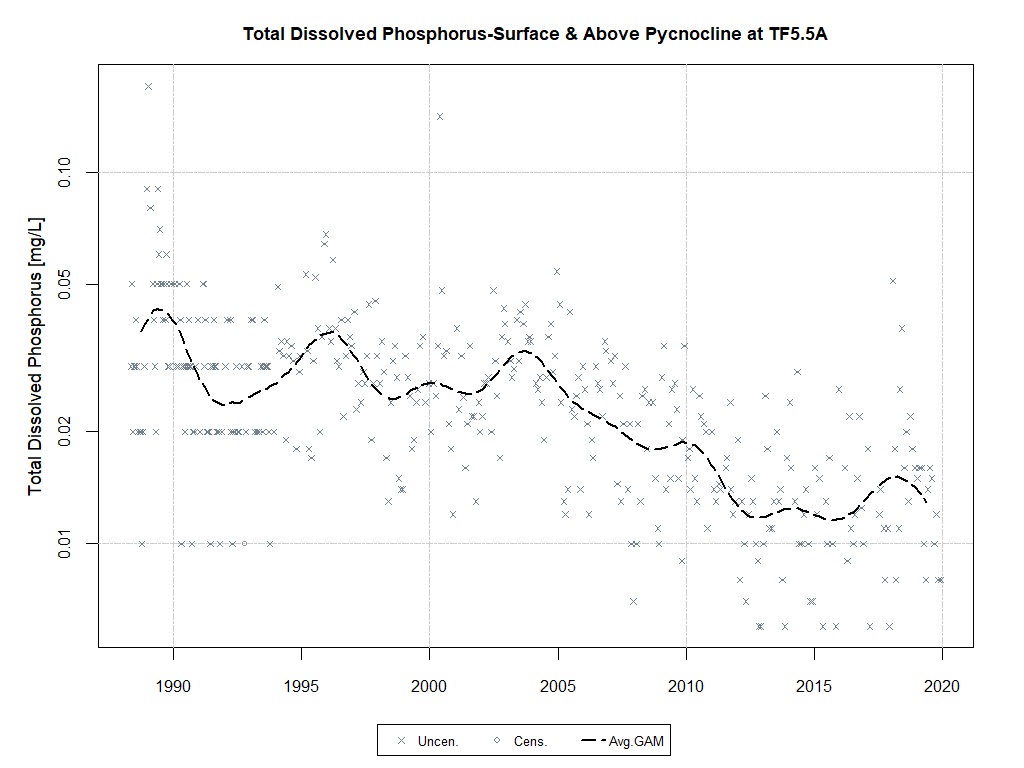 Total Dissolved Phosphorus-Surface & Above Pycnocline at TF5.5A
Total Dissolved Phosphorus [mg/L]
0.10
0.05
0.02
0.01
1990 1995 2000 2005 2010 2015 2020
Uncen. Cens. Avg.GAM